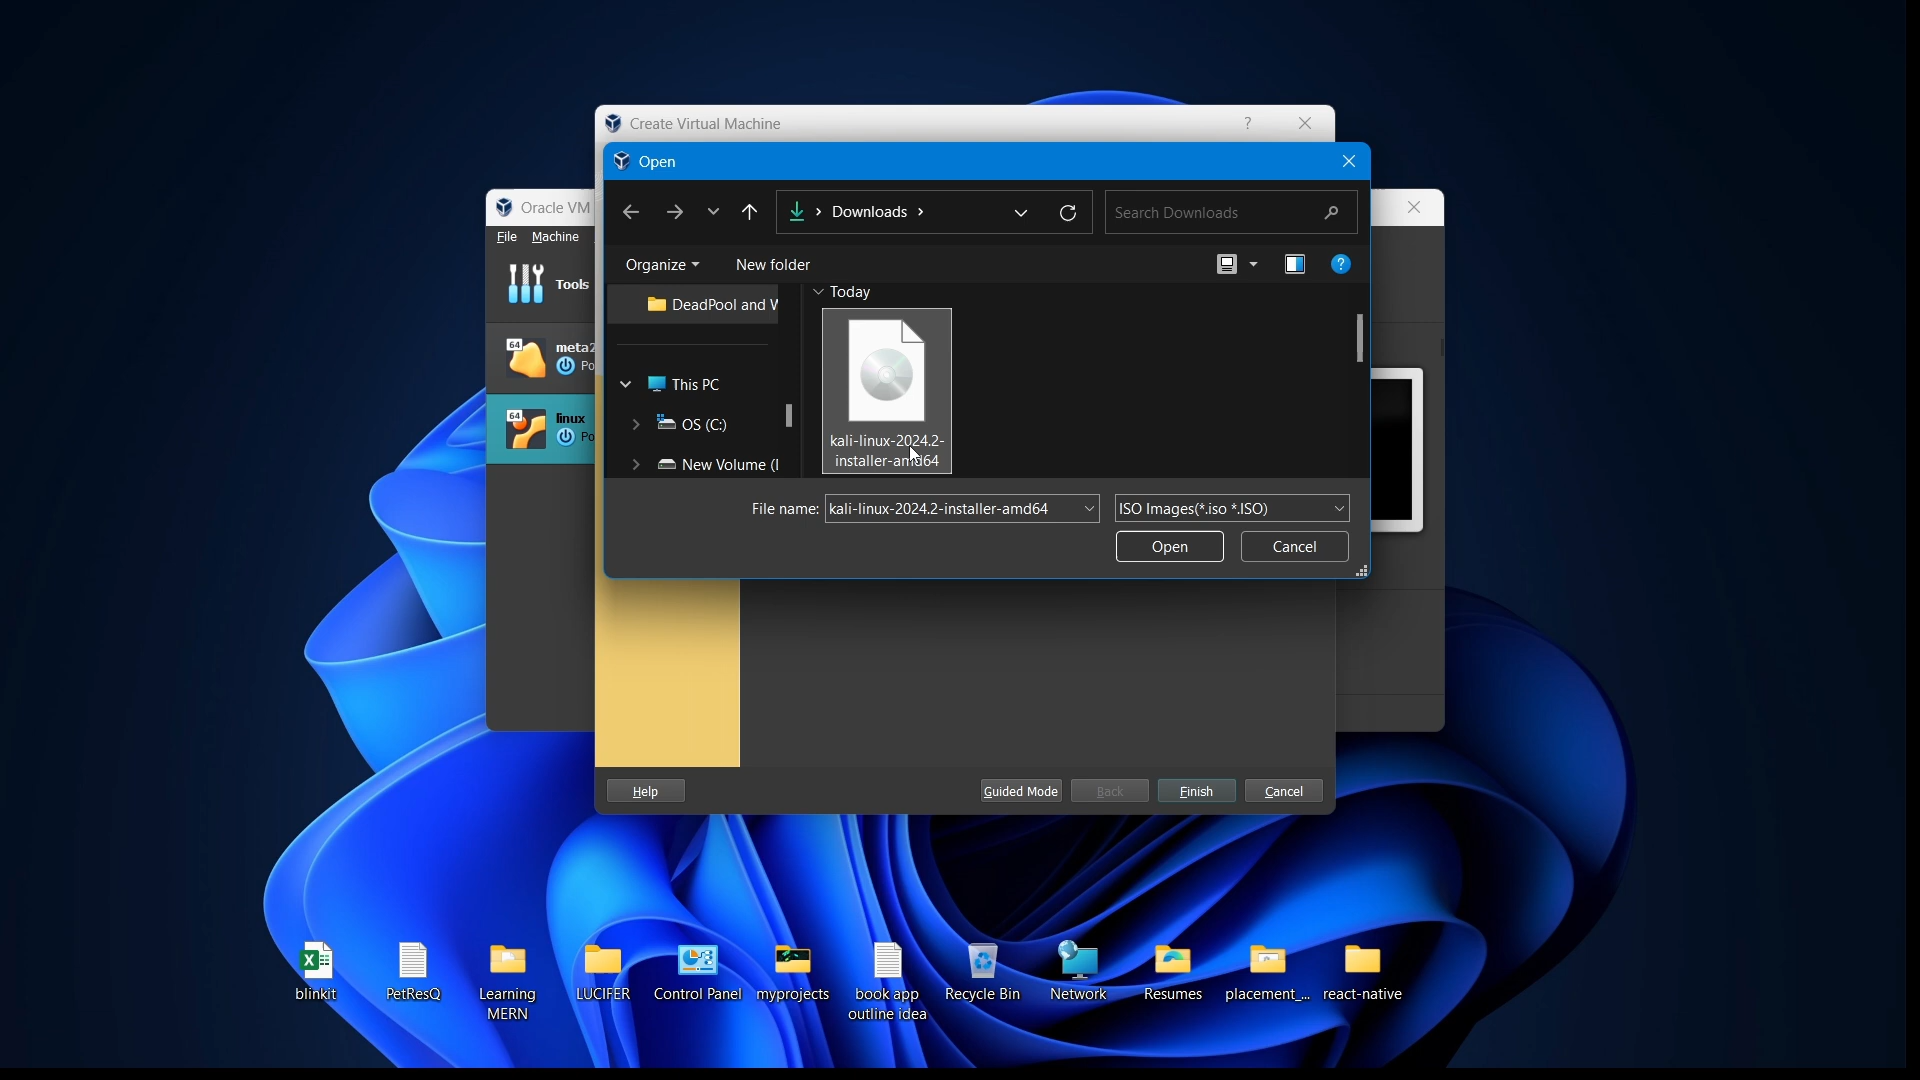 Create Virtual Machine
?
Open
Downloads
Search Downloads
Oracle VM
File Machine
Organize New folder
?
Tools
DeadPool and
Today
64
meta2
Po
This PC
64
linux
Po
OS (C:)
New Volume (
kali-linux-2024.2-
installer-amd64
File name: kali-linux-2024.2-installer-amd64 ISO Images(*.iso *.ISO)
Open Cancel
Help Guided Mode Back Finish Cancel
blinkit PetResQ Learning MERN LUCIFER Control Panel myprojects book app outline idea Recycle Bin Network Resumes placement_... react-native